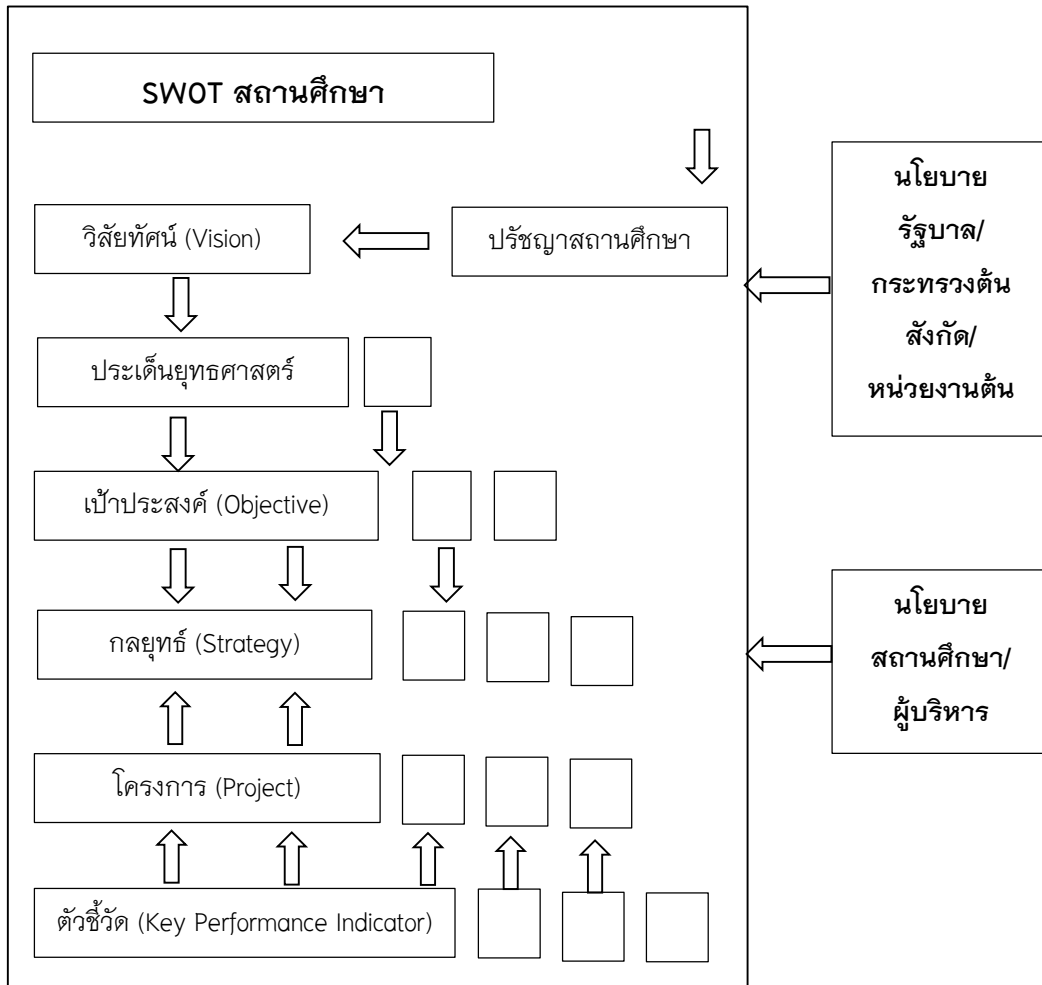 SWOT สถานศึกษา
วิสัยทัศน์ (Vision)
ปรัชญาสถานศึกษา
ประเด็นยุทธศาสตร์
เป้าประสงค์ (Objective)
กลยุทธ์ (Strategy)
โครงการ (Project)
ตัวชี้วัด (Key Performance Indicator)
นโยบาย
รัฐบาล/
กระทรวงต้น
สังกัด/
หน่วยงานต้น
นโยบาย
สถานศึกษา/
ผู้บริหาร